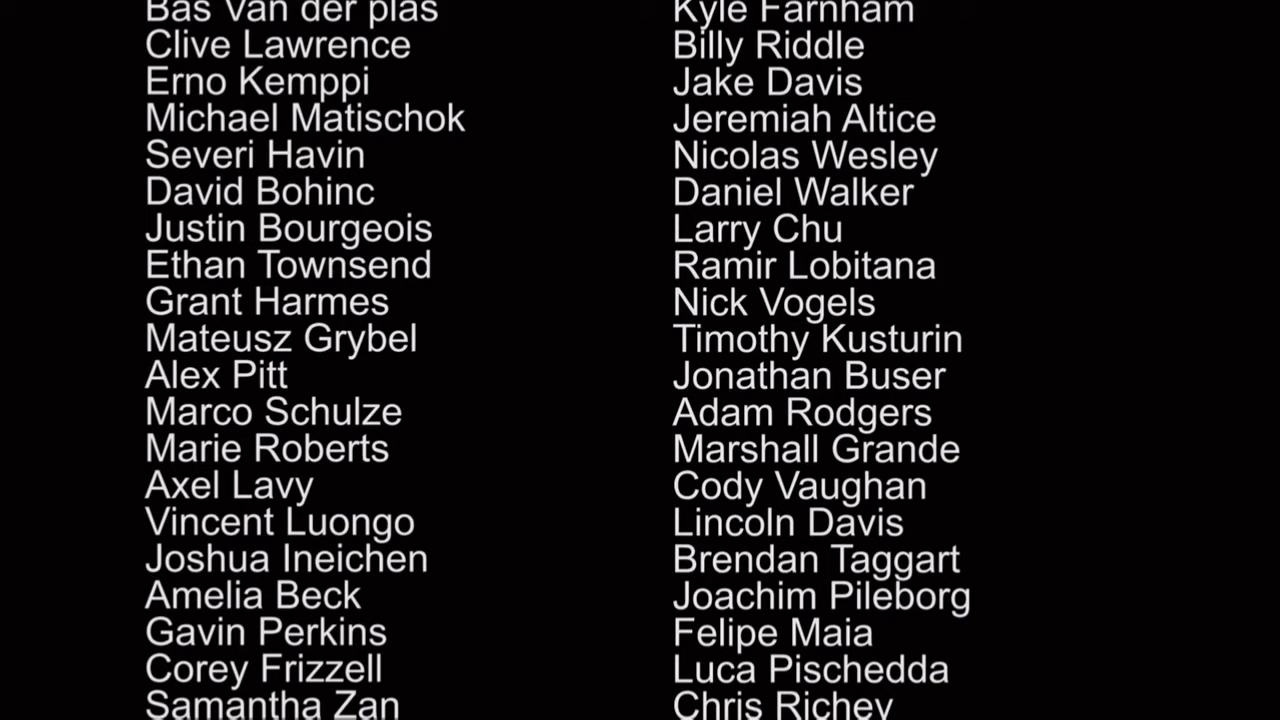 Bas Van der plas
Clive Lawrence
Erno Kemppi
Michael Matischok
Severi Havin
David Bohinc
Justin Bourgeois
Ethan Townsend
Grant Harmes
Mateusz Grybel
Alex Pitt
Marco Schulze
Marie Roberts
Axel Lavy
Vincent Luongo
Joshua Ineichen
Amelia Beck
Gavin Perkins
Corey Frizzell
Samantha Zan
Kyle Farnham
Billy Riddle
Jake Davis
Jeremiah Altice
Nicolas Wesley
Daniel Walker
Larry Chu
Ramir Lobitana
Nick Vogels
Timothy Kusturin
Jonathan Buser
Adam Rodgers
Marshall Grande
Cody Vaughan
Lincoln Davis
Brendan Taggart
Joachim Pileborg
Felipe Maia
Luca Pischedda
Chris Richey